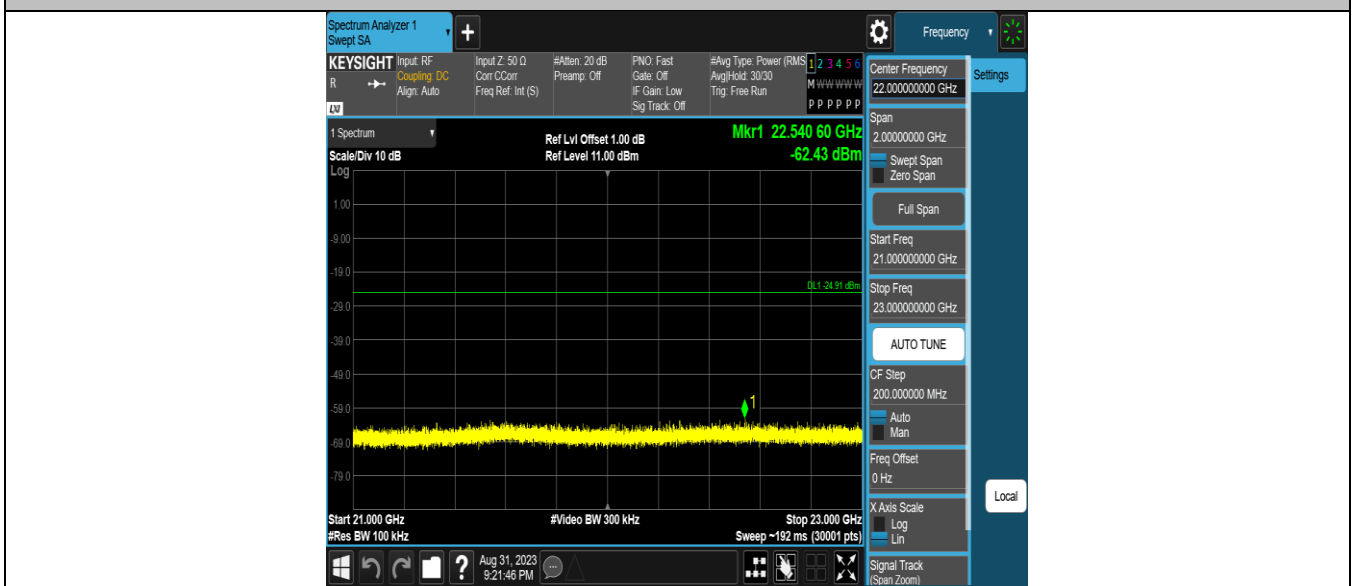 Spectrum Analyzer 1
Swept SA
+
Frequency
KEYSIGHT
R
LXI
Input: RF
Coupling: DC
Align: Auto
Input Z: 50 Ω
Corr CCorr
Freq Ref: Int (S)
#Atten: 20 dB
Preamp: Off
PNO: Fast
Gate: Off
IF Gain: Low
Sig Track: Off
#Avg Type: Power (RMS
Avg|Hold: 30/30
Trig: Free Run
1 2 3 4 5 6
M W W W W W
P P P P P P
1 Spectrum
Scale/Div 10 dB
Log
Ref Lvl Offset 1.00 dB
Ref Level 11.00 dBm
Mkr1 22.540 60 GHz
-62.43 dBm
1.00
-9.00
-19.0
DL1 -24.91 dBm
-29.0
-39.0
-49.0
1
-59.0
-69.0
-79.0
Start 21.000 GHz
#Video BW 300 kHz
Stop 23.000 GHz
#Res BW 100 kHz
Sweep ~192 ms (30001 pts)
?
Aug 31, 2023
9:21:46 PM
Center Frequency
22.000000000 GHz
Settings
Span
2.00000000 GHz
Swept Span
Zero Span
Full Span
Start Freq
21.000000000 GHz
Stop Freq
23.000000000 GHz
AUTO TUNE
CF Step
200.000000 MHz
Auto
Man
Freq Offset
0 Hz
X Axis Scale
Log
Lin
Local
Signal Track
(Span Zoom)